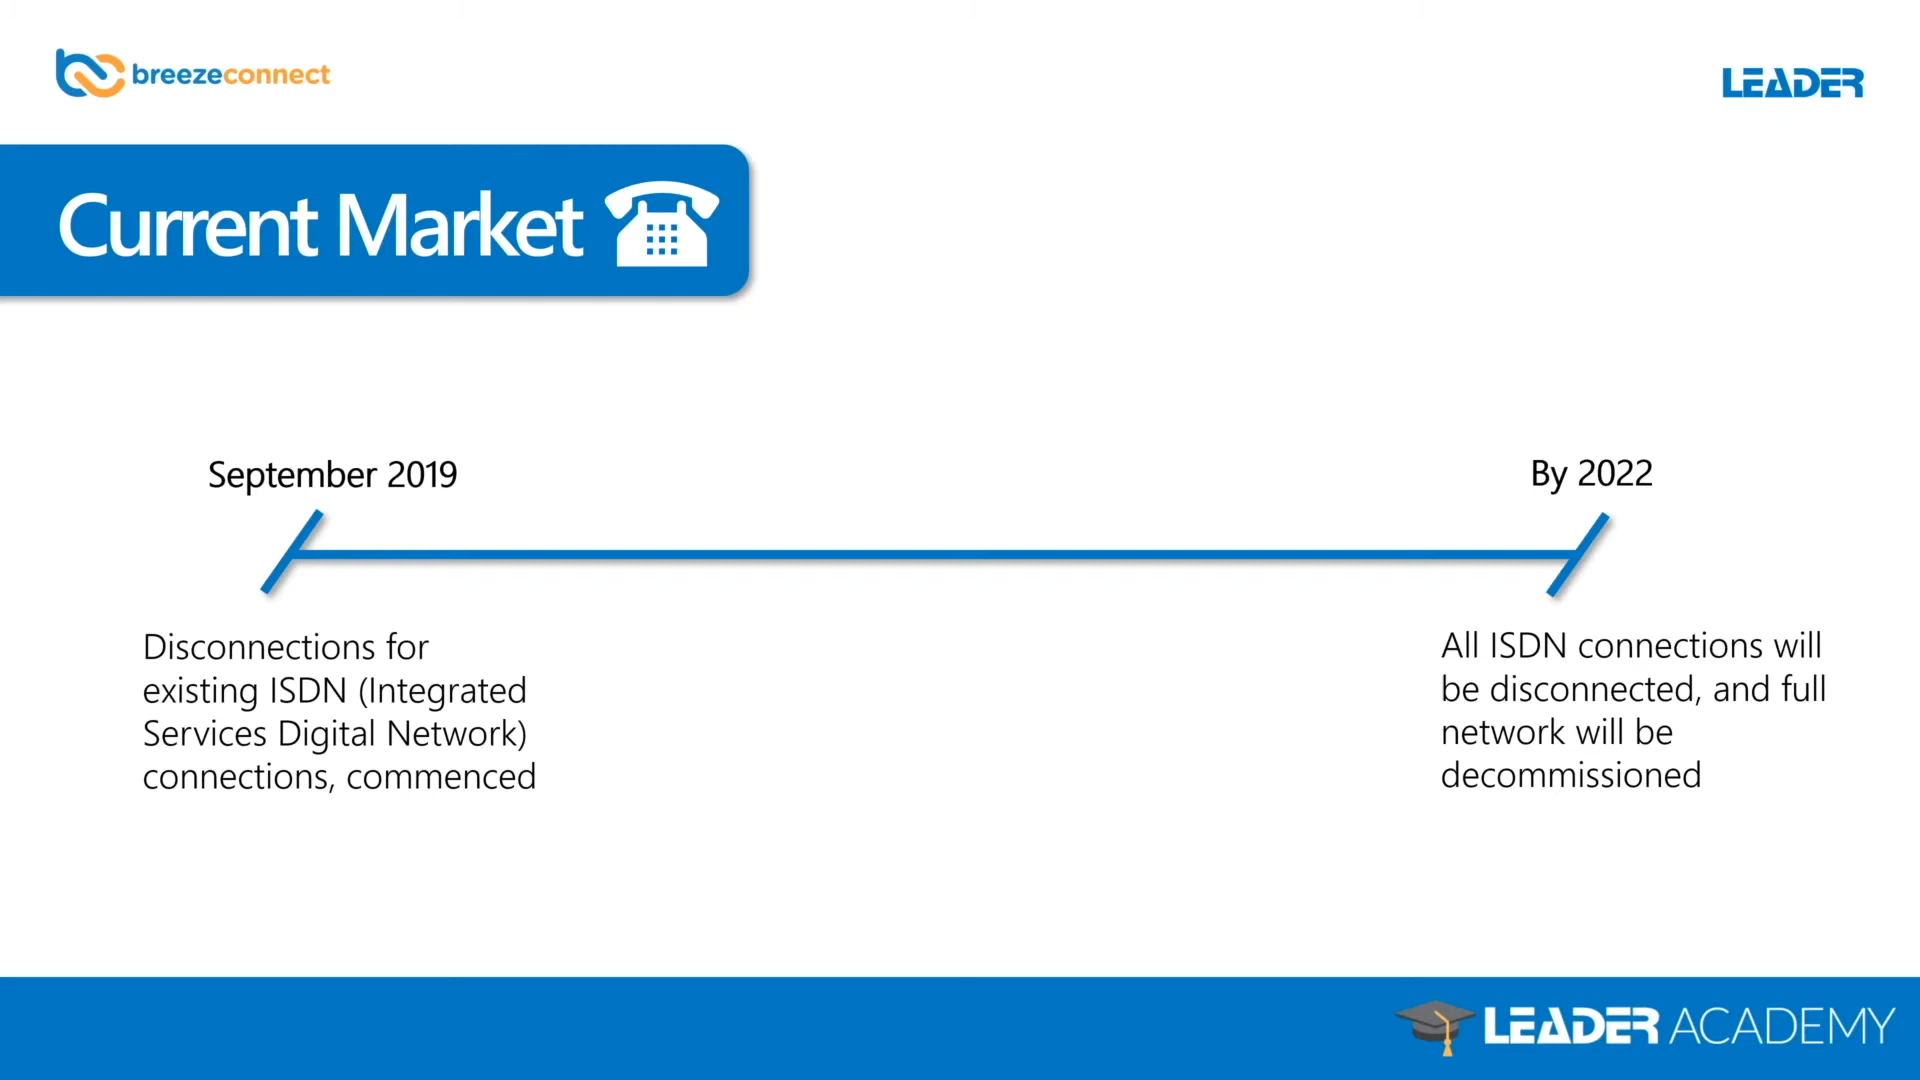 breezeconnect
LEADER
Current Market
September 2019
By 2022
Disconnections for
existing ISDN (Integrated
Services Digital Network)
connections, commenced
All ISDN connections will
be disconnected, and full
network will be
decommissioned
LEADER ACADEMY